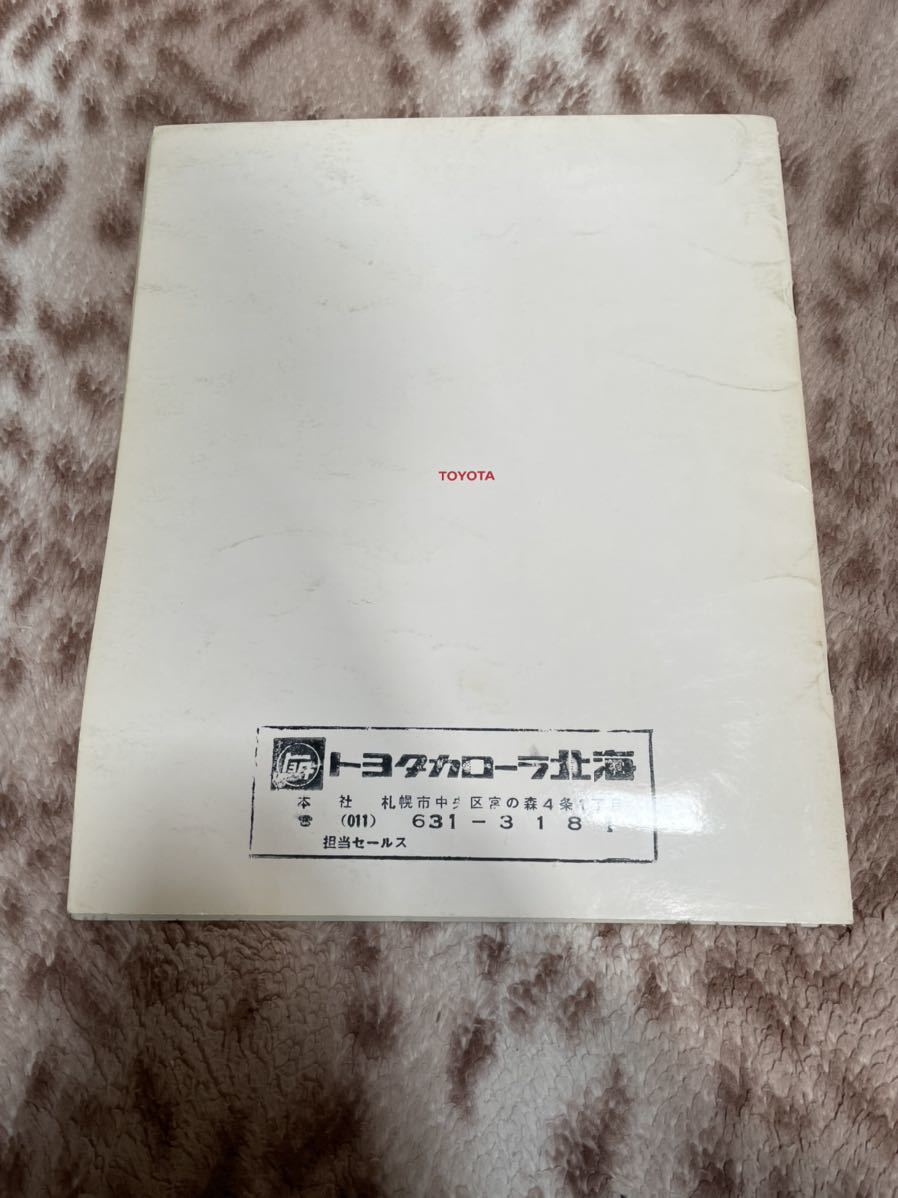 TOYOTA
トヨタカローラ北海
本社 札幌市中央区宮の森4条1丁目
(011) 631-318
担当セールス